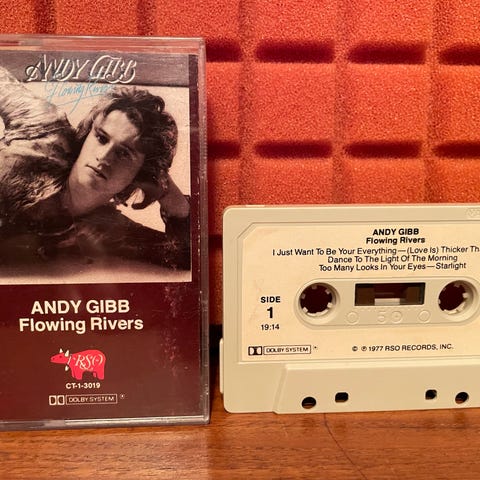 ANDY GIBB
Flowing Rivers
ANDY GIBB
Flowing Rivers
RSO
CT-1-3019
DOLBY SYSTEM
ANDY GIBB
Flowing Rivers
I Just Want To Be Your Everything—(Love Is) Thicker Th
Dance To The Light Of The Morning
Too Many Looks In Your Eyes—Starlight
SIDE
1
19:14
50
DOLBY SYSTEM
© ℗ 1977 RSO RECORDS, INC.